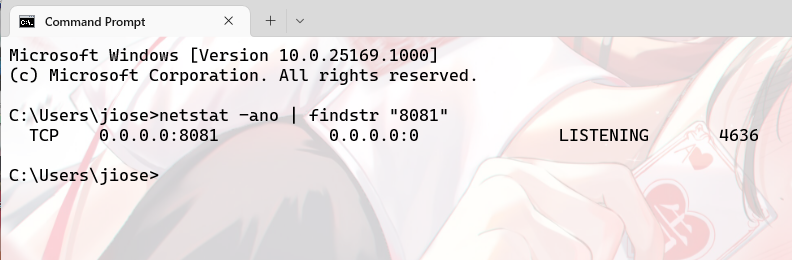 Command Prompt
Microsoft Windows [Version 10.0.25169.1000]
(c) Microsoft Corporation. All rights reserved.
C:\Users\jiose>netstat -ano | findstr "8081"
TCP    0.0.0.0:8081           0.0.0.0:0              LISTENING       4636
C:\Users\jiose>